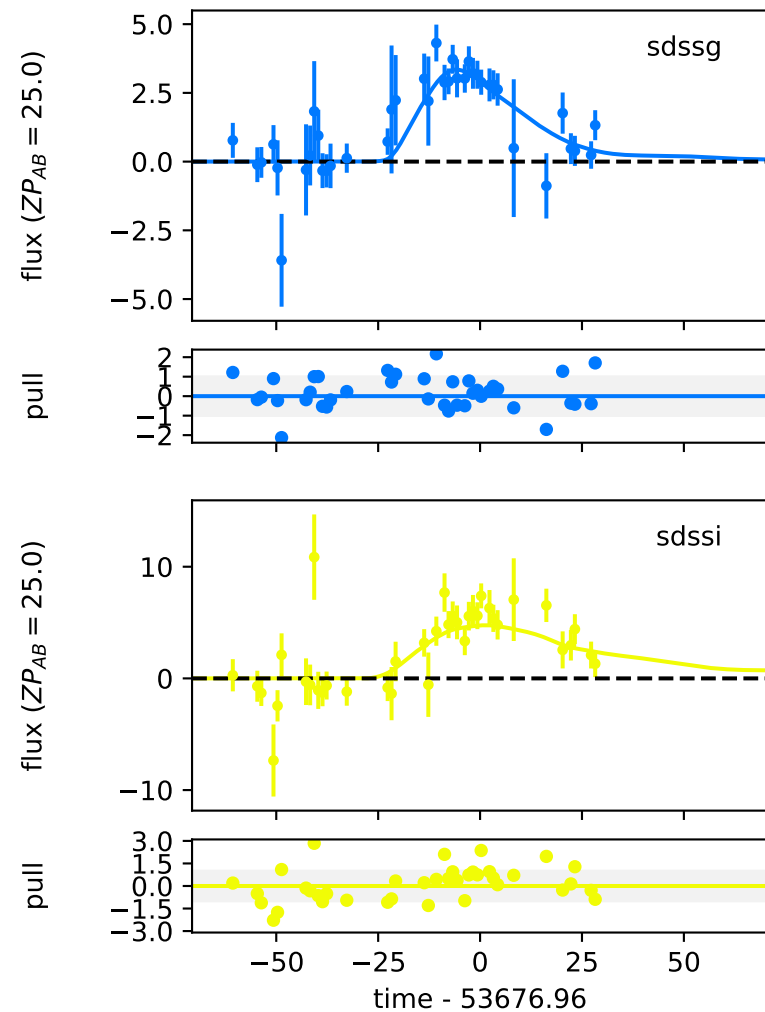 sdssg
flux (ZP_AB = 25.0)
5.0
2.5
0.0
−2.5
−5.0
pull
2
1
0
−1
−2
sdssi
flux (ZP_AB = 25.0)
10
0
−10
pull
3.0
1.5
0.0
−1.5
−3.0
−50 −25 0 25 50
time - 53676.96